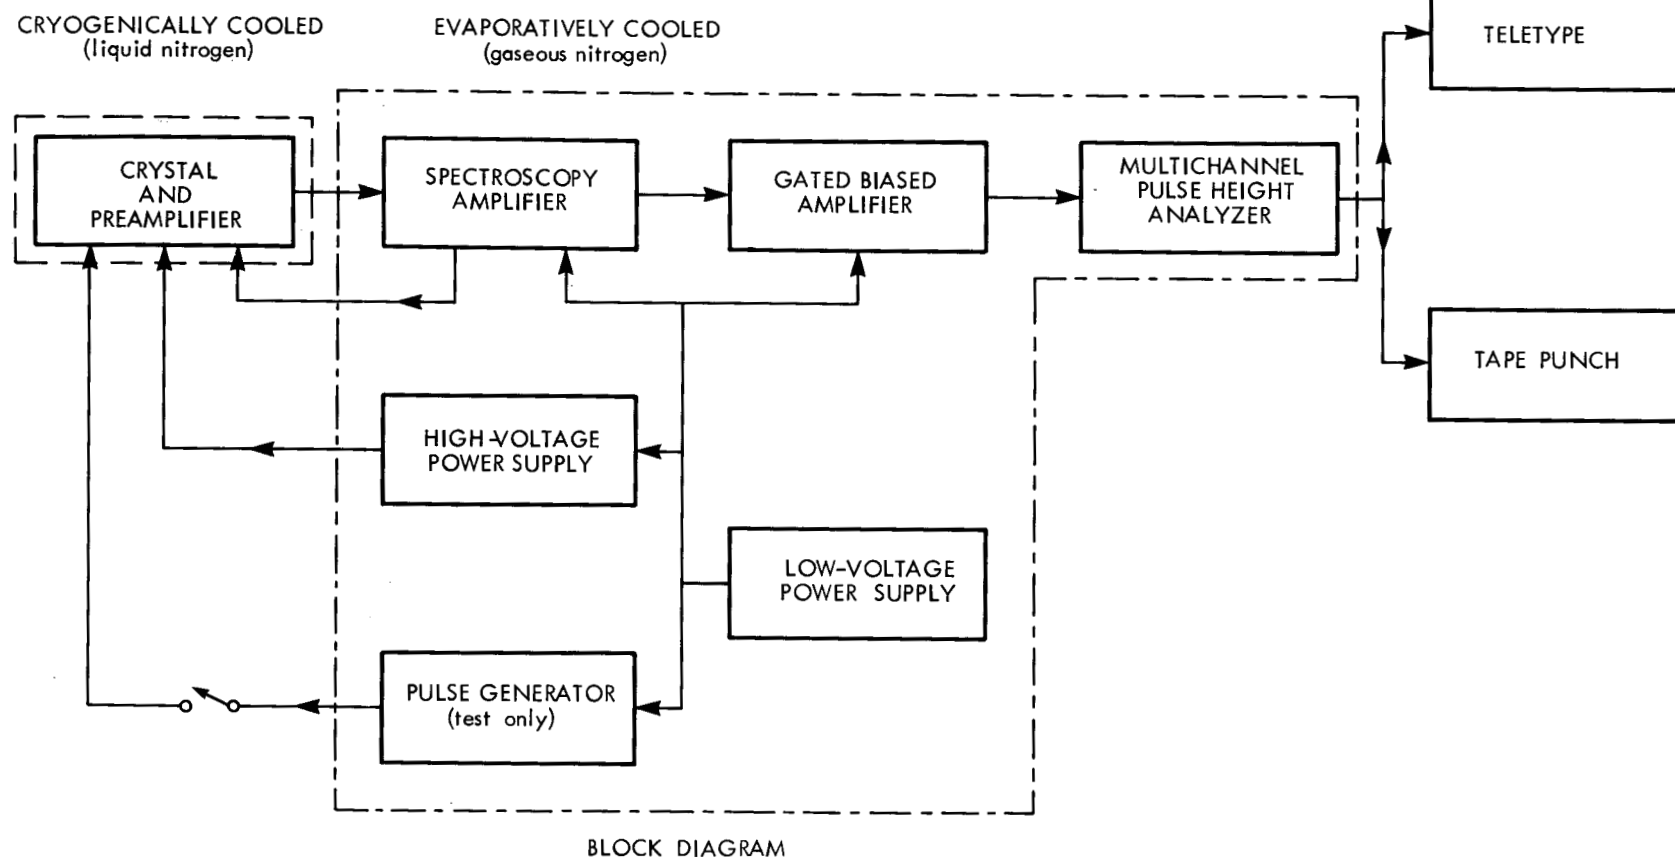 CRYOGENICALLY COOLED
(liquid nitrogen)
EVAPORATIVELY COOLED
(gaseous nitrogen)
TELETYPE
CRYSTAL
AND
PREAMPLIFIER
SPECTROSCOPY
AMPLIFIER
GATED BIASED
AMPLIFIER
MULTICHANNEL
PULSE HEIGHT
ANALYZER
TAPE PUNCH
HIGH-VOLTAGE
POWER SUPPLY
LOW-VOLTAGE
POWER SUPPLY
PULSE GENERATOR
(test only)
BLOCK DIAGRAM